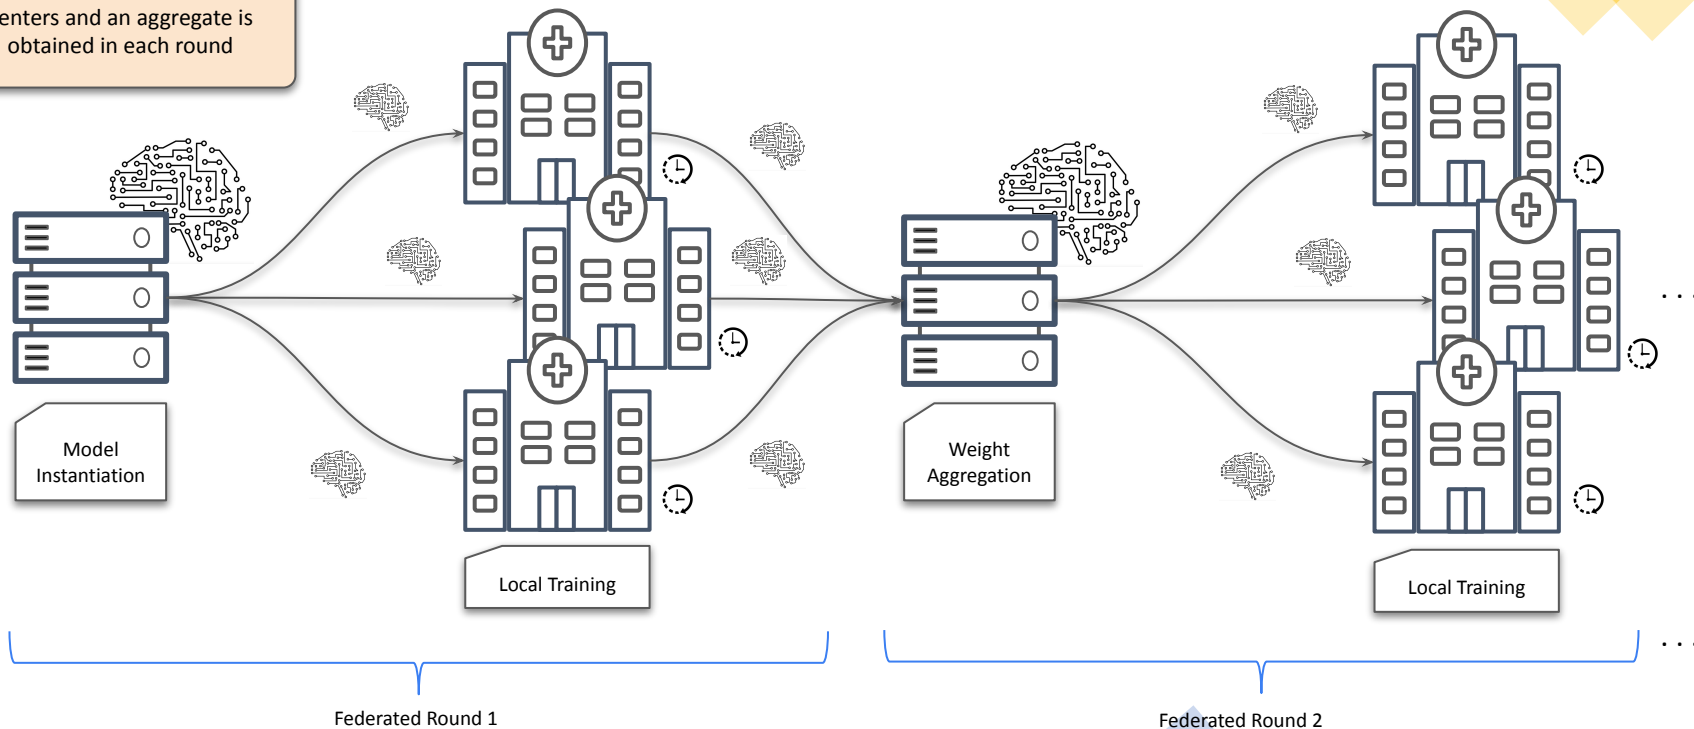 enters and an aggregate is
obtained in each round
Model
Instantiation
Local Training
Weight
Aggregation
Local Training
. . .
. . .
Federated Round 1
Federated Round 2